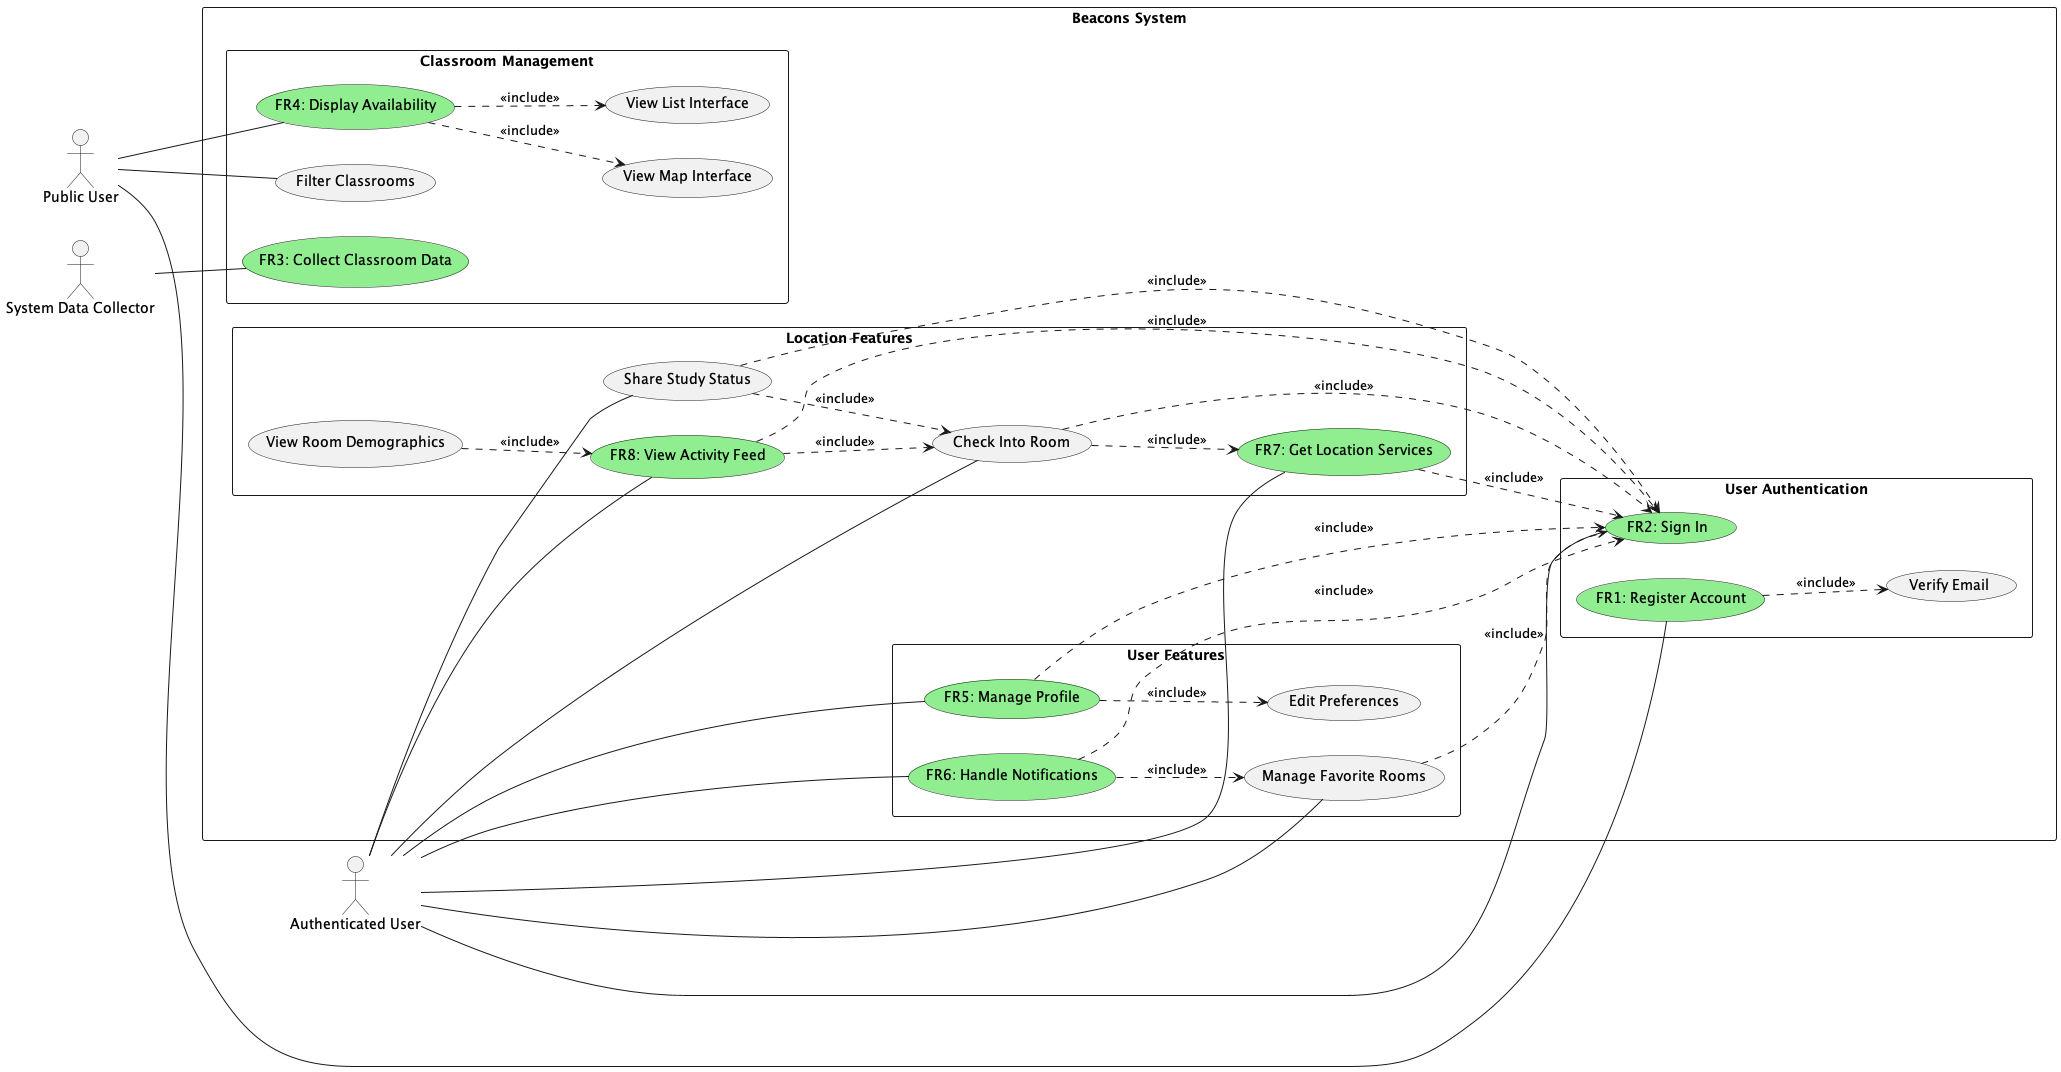 Beacons System
Classroom Management
FR4: Display Availability
«include»
View List Interface
«include»
View Map Interface
Filter Classrooms
FR3: Collect Classroom Data
Public User
System Data Collector
«include»
«include»
Location Features
Share Study Status
«include»
«include»
View Room Demographics
«include»
FR8: View Activity Feed
«include»
Check Into Room
«include»
FR7: Get Location Services
«include»
User Authentication
FR2: Sign In
«include»
«include»
FR1: Register Account
«include»
Verify Email
«include»
User Features
FR5: Manage Profile
«include»
Edit Preferences
FR6: Handle Notifications
«include»
Manage Favorite Rooms
Authenticated User